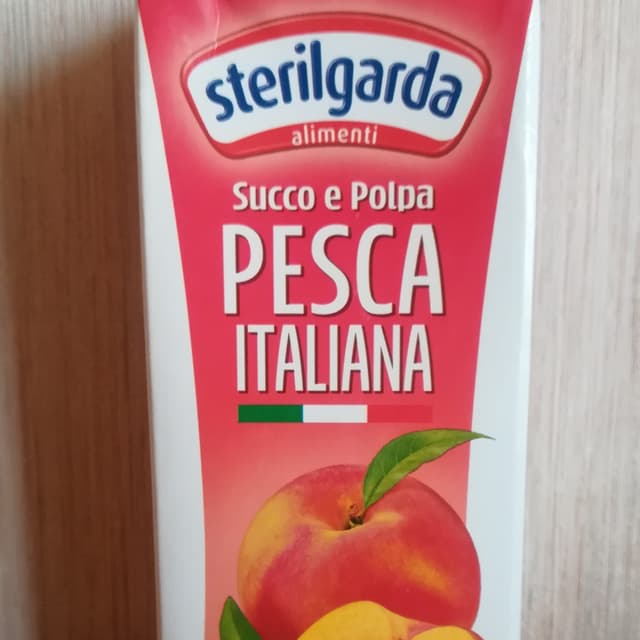 sterilgarda
alimenti
Succo e Polpa
PESCA
ITALIANA